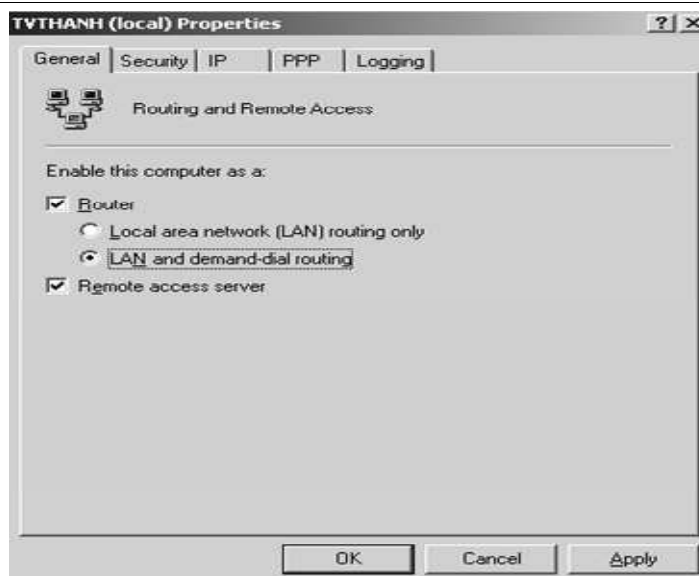 TVTHANH (local) Properties
General Security IP PPP Logging
Routing and Remote Access
Enable this computer as a:
Router
Local area network (LAN) routing only
LAN and demand-dial routing
Remote access server
OK Cancel Apply